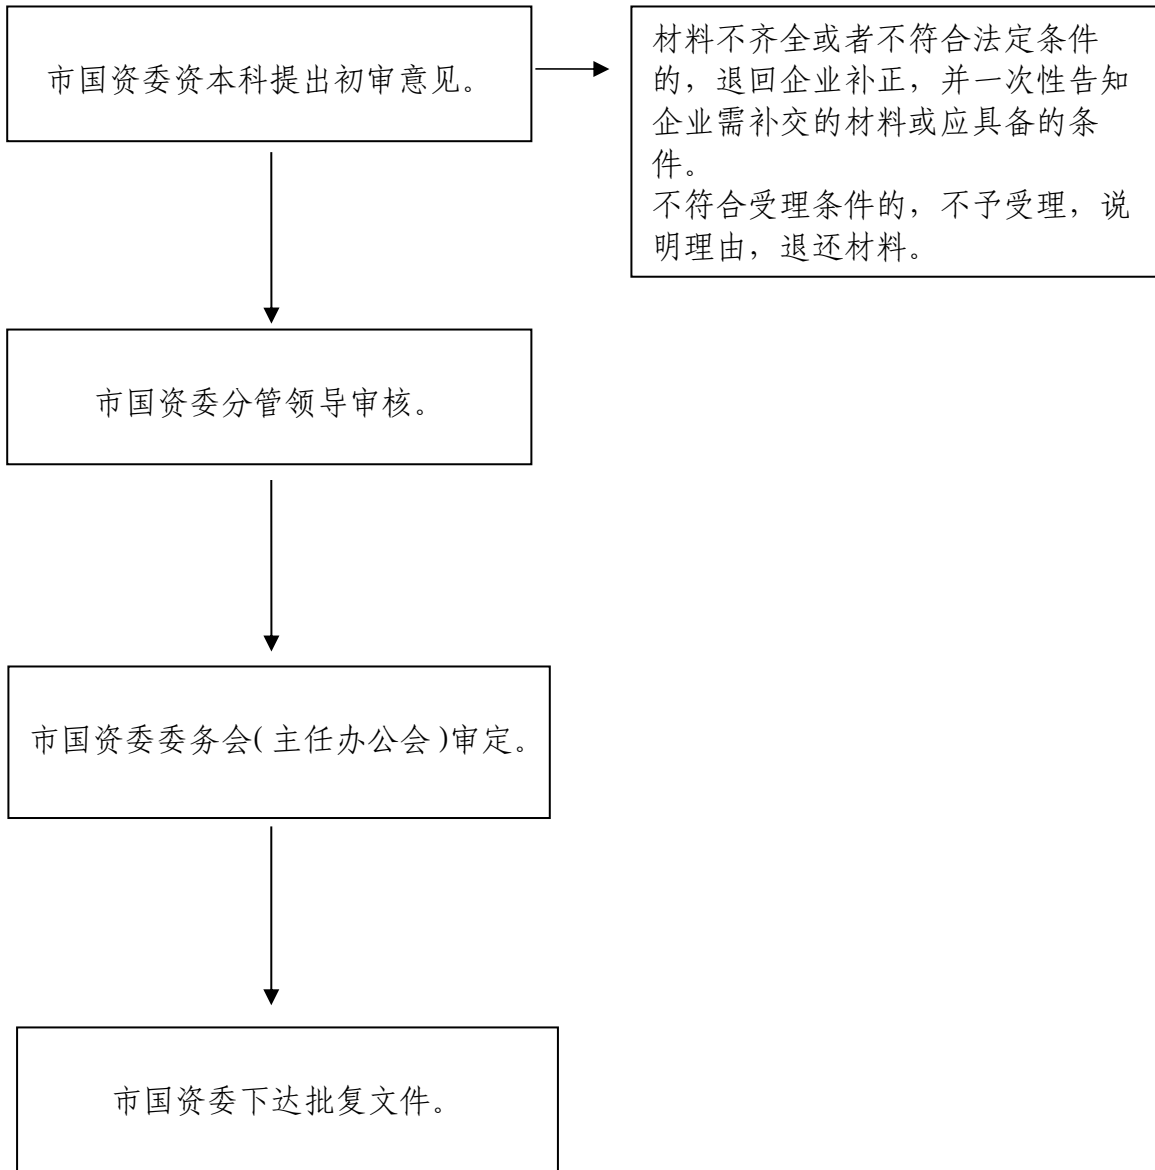 市国资委资本科提出初审意见。
材料不齐全或者不符合法定条件
的，退回企业补正，并一次性告知
企业需补交的材料或应具备的条
件。
不符合受理条件的，不予受理，说
明理由，退还材料。
市国资委分管领导审核。
市国资委委务会(主任办公会)审定。
市国资委下达批复文件。